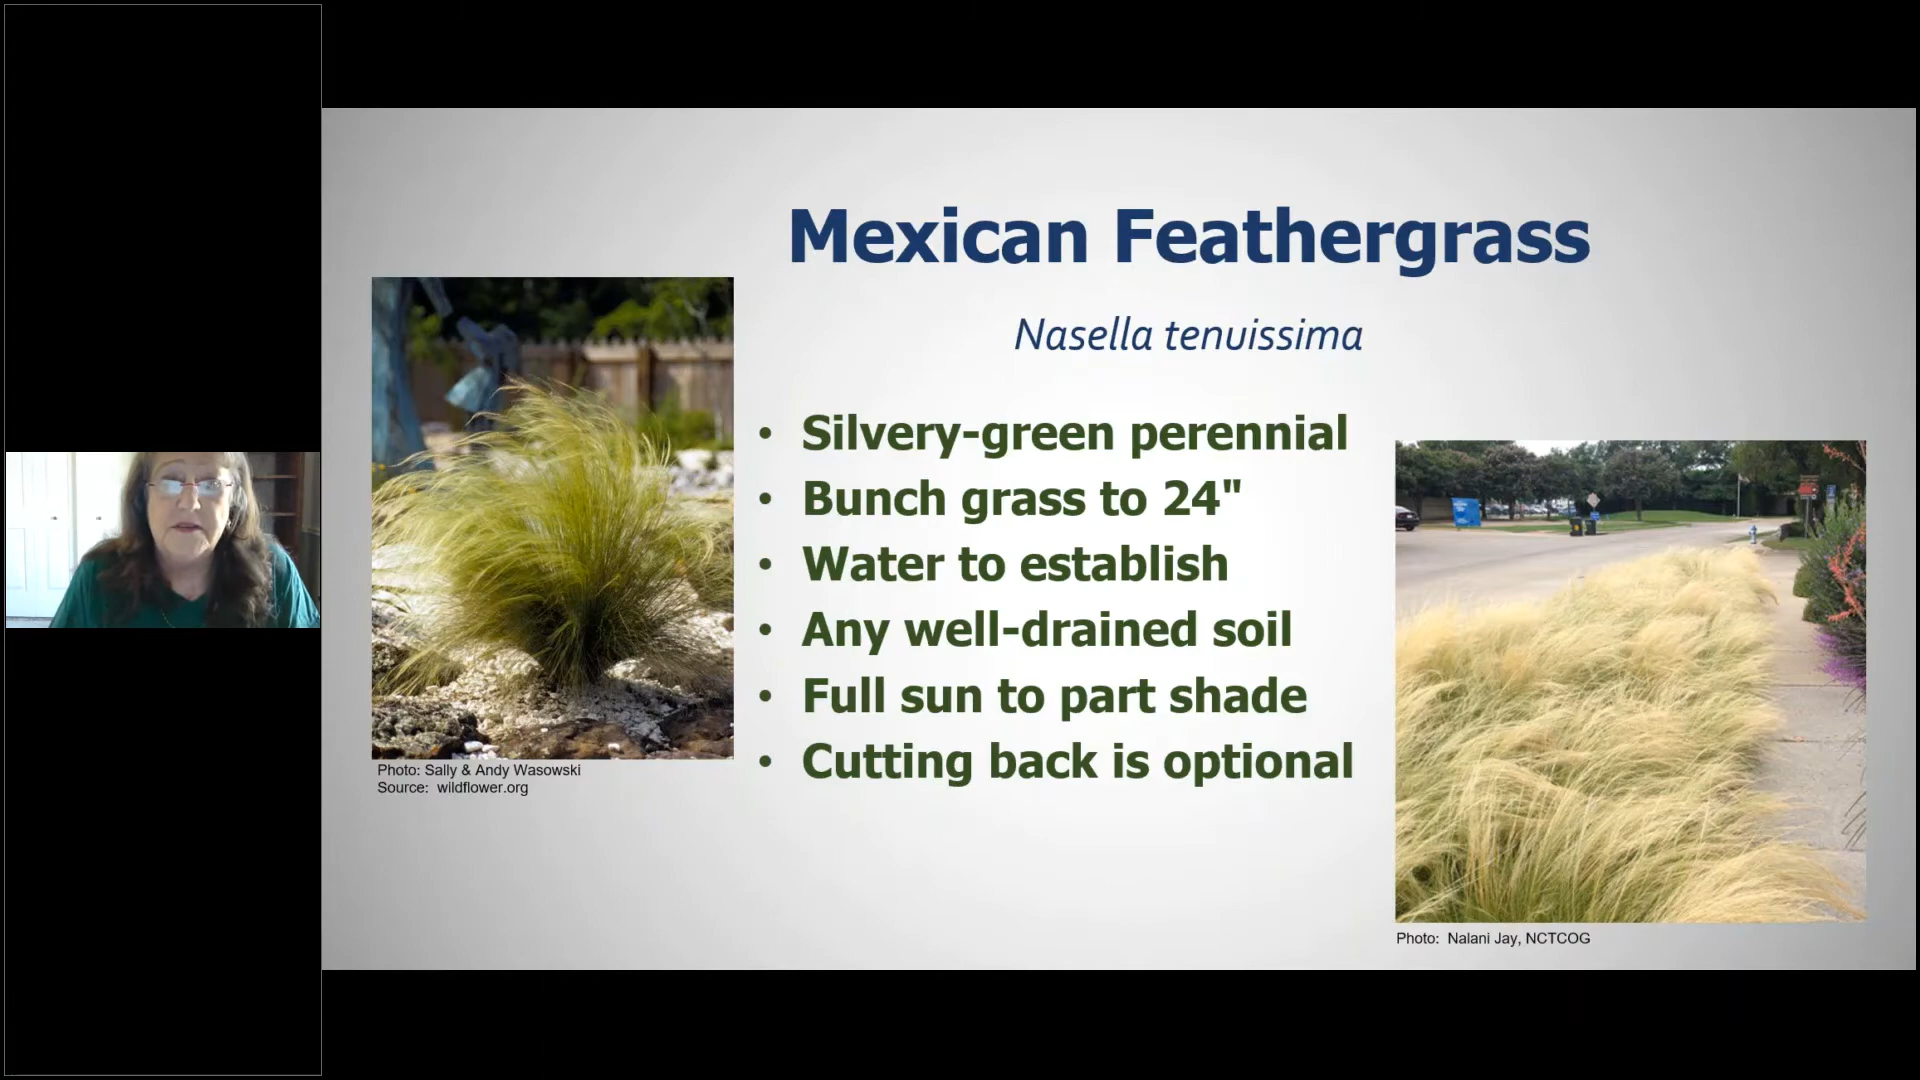 Mexican Feathergrass
Nasella tenuissima
• Silvery-green perennial
• Bunch grass to 24"
• Water to establish
• Any well-drained soil
• Full sun to part shade
• Cutting back is optional
Photo: Sally & Andy Wasowski
Source: wildflower.org
Photo: Nalani Jay, NCTCOG